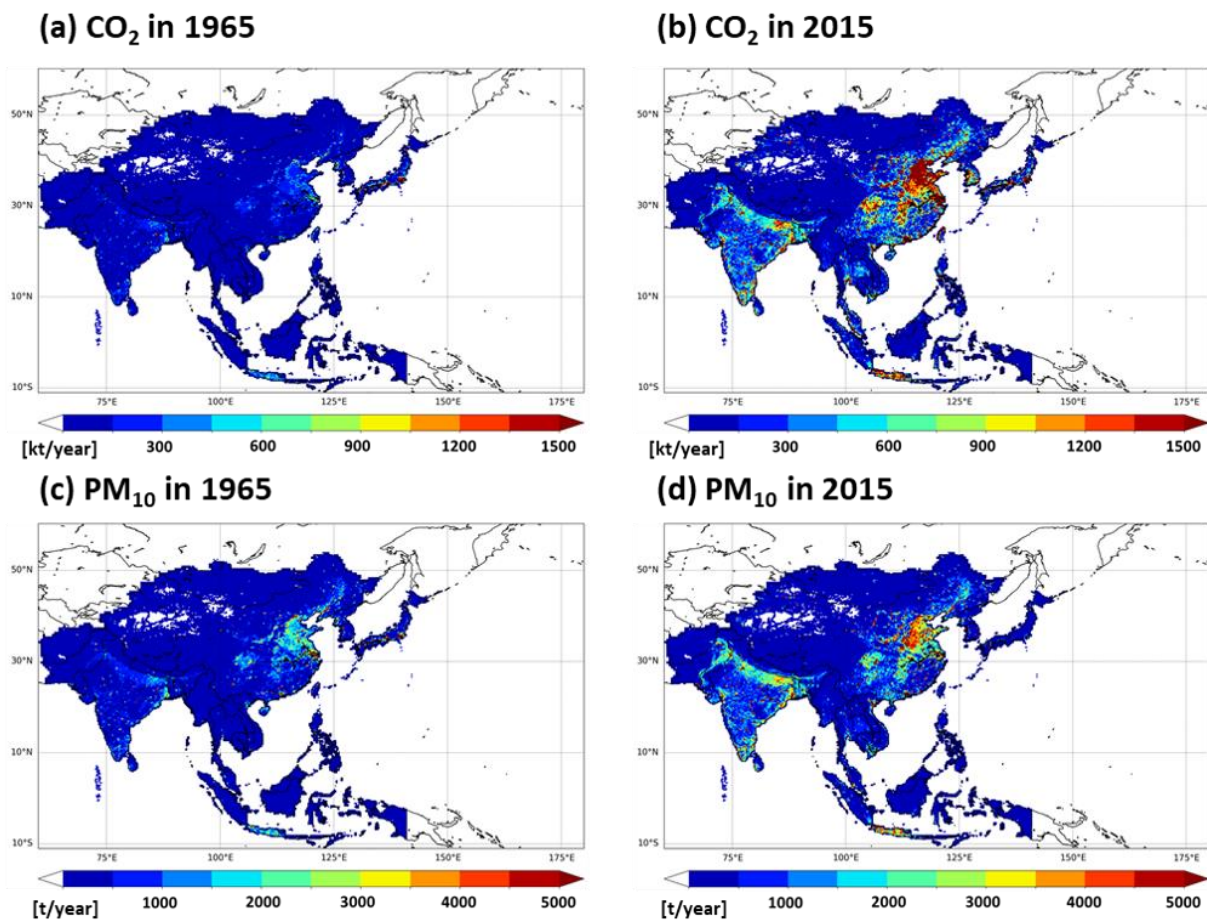 (a) CO₂ in 1965
(b) CO₂ in 2015
50°N
30°N
10°N
10°S
75°E
100°E
125°E
150°E
175°E
50°N
30°N
10°N
10°S
75°E
100°E
125°E
150°E
175°E
[kt/year]
300
600
900
1200
1500
[kt/year]
300
600
900
1200
1500
(c) PM₁₀ in 1965
(d) PM₁₀ in 2015
50°N
30°N
10°N
10°S
75°E
100°E
125°E
150°E
175°E
50°N
30°N
10°N
10°S
75°E
100°E
125°E
150°E
175°E
[t/year]
1000
2000
3000
4000
5000
[t/year]
1000
2000
3000
4000
5000